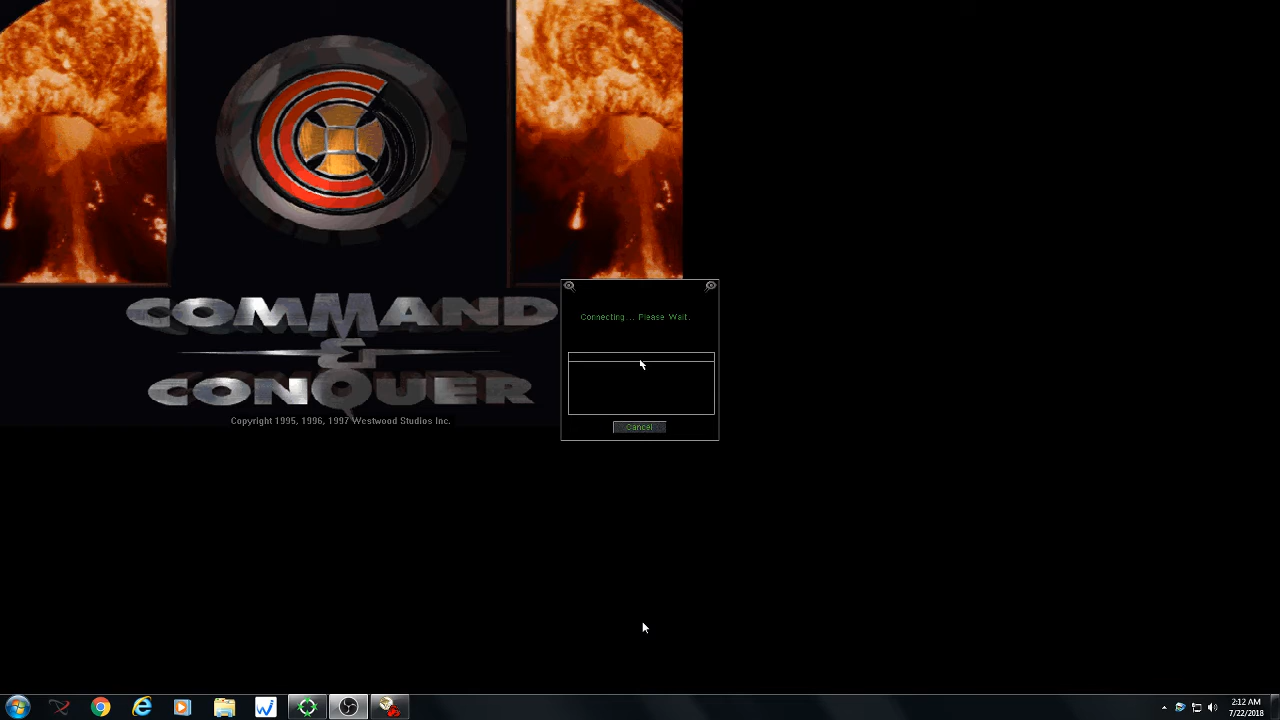 COMMAND
&
CONQUER
Copyright 1995, 1996, 1997 Westwood Studios Inc.
Connecting... Please Wait.
Cancel
2:12 AM
7/22/2018